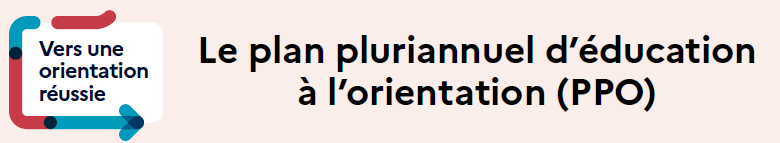 Vers une
orientation
réussie
Le plan pluriannuel d’éducation
à l’orientation (PPO)